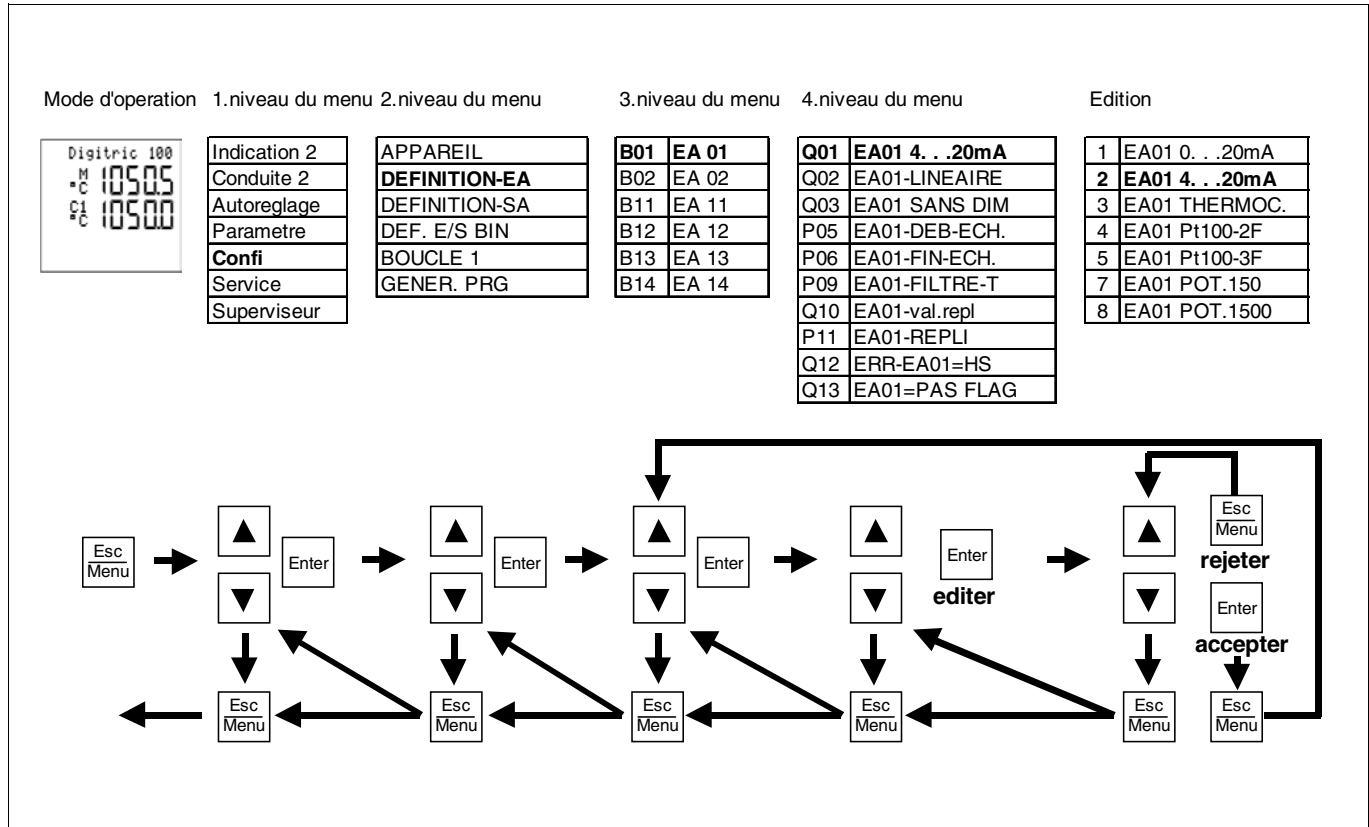 Mode d'operation 1.niveau du menu 2.niveau du menu 3.niveau du menu 4.niveau du menu Edition
Digitric 100
M
°C 1050.5
C1
°C 1050.0
Indication 2
Conduite 2
Autoreglage
Parametre
Confi
Service
Superviseur
APPAREIL
DEFINITION-EA
DEFINITION-SA
DEF. E/S BIN
BOUCLE 1
GENER. PRG
B01 EA 01
B02 EA 02
B11 EA 11
B12 EA 12
B13 EA 13
B14 EA 14
Q01 EA01 4. . .20mA
Q02 EA01-LINEAIRE
Q03 EA01 SANS DIM
P05 EA01-DEB-ECH.
P06 EA01-FIN-ECH.
P09 EA01-FILTRE-T
Q10 EA01-val.repl
P11 EA01-REPLI
Q12 ERR-EA01=HS
Q13 EA01=PAS FLAG
1 EA01 0. . .20mA
2 EA01 4. . .20mA
3 EA01 THERMOC.
4 EA01 Pt100-2F
5 EA01 Pt100-3F
7 EA01 POT.150
8 EA01 POT.1500
Esc
Menu
Enter
Enter
Enter
Enter
editer
Esc
Menu
rejeter
Enter
accepter
Esc
Menu
Esc
Menu
Esc
Menu
Esc
Menu
Esc
Menu
Esc
Menu